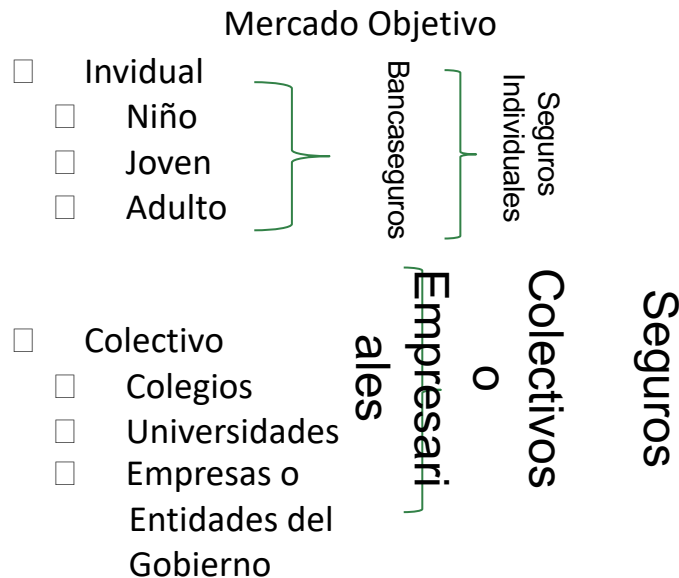 Mercado Objetivo
Invidual
Niño
Joven
Adulto
Bancaseguros
Seguros
Individuales
Colectivo
Colegios
Universidades
Empresas o
Entidades del
Gobierno
Seguros
Colectivos
o
Empresari
ales